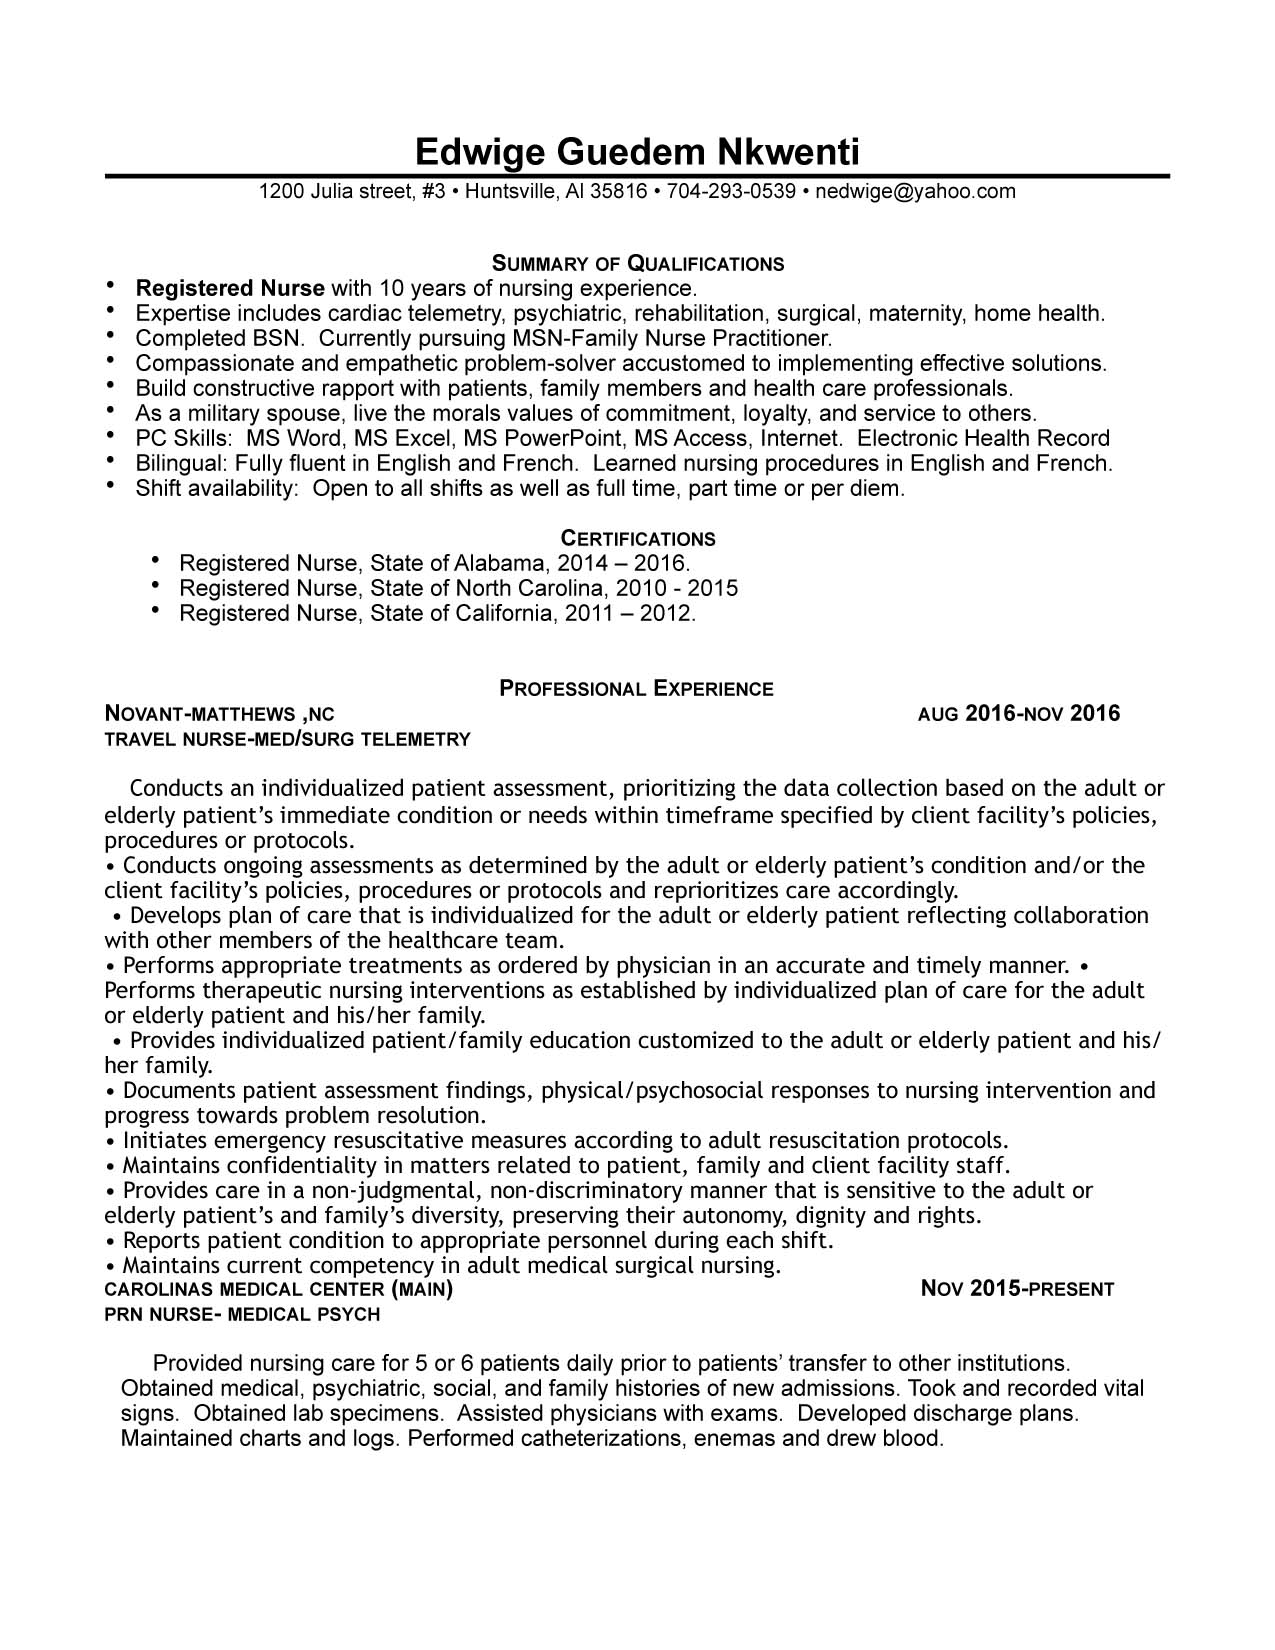 Edwige Guedem Nkwenti
1200 Julia street, #3 • Huntsville, Al 35816 • 704-293-0539 • nedwige@yahoo.com
SUMMARY OF QUALIFICATIONS
• Registered Nurse with 10 years of nursing experience.
• Expertise includes cardiac telemetry, psychiatric, rehabilitation, surgical, maternity, home health.
• Completed BSN.  Currently pursuing MSN-Family Nurse Practitioner.
• Compassionate and empathetic problem-solver accustomed to implementing effective solutions.
• Build constructive rapport with patients, family members and health care professionals.
• As a military spouse, live the morals values of commitment, loyalty, and service to others.
• PC Skills:  MS Word, MS Excel, MS PowerPoint, MS Access, Internet.  Electronic Health Record
• Bilingual: Fully fluent in English and French.  Learned nursing procedures in English and French.
• Shift availability:  Open to all shifts as well as full time, part time or per diem.
CERTIFICATIONS
• Registered Nurse, State of Alabama, 2014 – 2016.
• Registered Nurse, State of North Carolina, 2010 - 2015
• Registered Nurse, State of California, 2011 – 2012.
PROFESSIONAL EXPERIENCE
NOVANT-MATTHEWS ,NC AUG 2016-NOV 2016
TRAVEL NURSE-MED/SURG TELEMETRY
Conducts an individualized patient assessment, prioritizing the data collection based on the adult or
elderly patient’s immediate condition or needs within timeframe specified by client facility’s policies,
procedures or protocols.
• Conducts ongoing assessments as determined by the adult or elderly patient’s condition and/or the
client facility’s policies, procedures or protocols and reprioritizes care accordingly.
• Develops plan of care that is individualized for the adult or elderly patient reflecting collaboration
with other members of the healthcare team.
• Performs appropriate treatments as ordered by physician in an accurate and timely manner. •
Performs therapeutic nursing interventions as established by individualized plan of care for the adult
or elderly patient and his/her family.
• Provides individualized patient/family education customized to the adult or elderly patient and his/
her family.
• Documents patient assessment findings, physical/psychosocial responses to nursing intervention and
progress towards problem resolution.
• Initiates emergency resuscitative measures according to adult resuscitation protocols.
• Maintains confidentiality in matters related to patient, family and client facility staff.
• Provides care in a non-judgmental, non-discriminatory manner that is sensitive to the adult or
elderly patient’s and family’s diversity, preserving their autonomy, dignity and rights.
• Reports patient condition to appropriate personnel during each shift.
• Maintains current competency in adult medical surgical nursing.
CAROLINAS MEDICAL CENTER (MAIN) NOV 2015-PRESENT
PRN NURSE- MEDICAL PSYCH
Provided nursing care for 5 or 6 patients daily prior to patients’ transfer to other institutions.
Obtained medical, psychiatric, social, and family histories of new admissions. Took and recorded vital
signs.  Obtained lab specimens.  Assisted physicians with exams.  Developed discharge plans.
Maintained charts and logs. Performed catheterizations, enemas and drew blood.